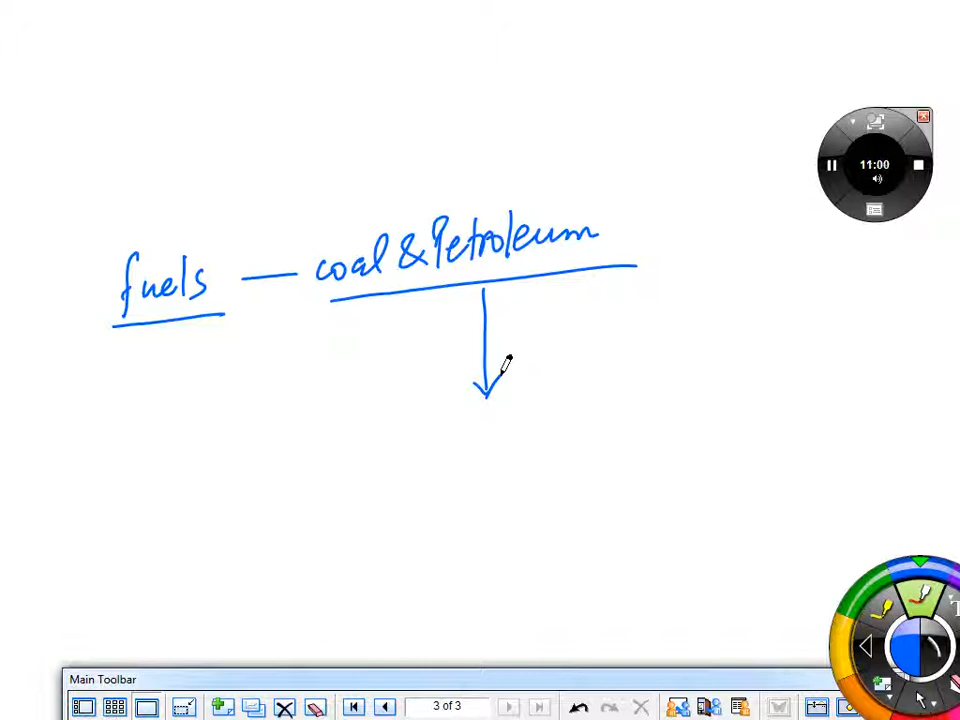 11:00
fuels — coal & Petroleum
Main Toolbar
3 of 3
T